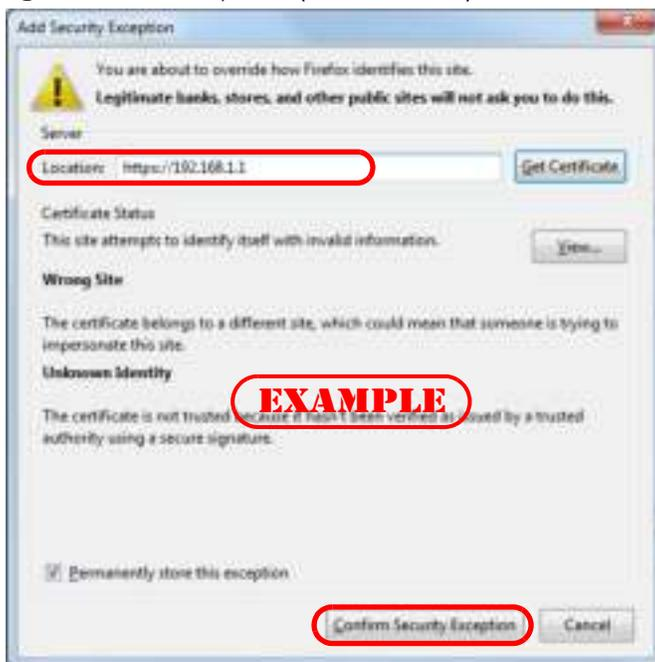 Add Security Exception
You are about to override how Firefox identifies this site.
Legitimate banks, stores, and other public sites will not ask you to do this.
Server
Location: https://192.168.1.1
Get Certificate
Certificate Status
This site attempts to identify itself with invalid information.
View...
Wrong Site
The certificate belongs to a different site, which could mean that someone is trying to
impersonate this site.
Unknown Identity
EXAMPLE
The certificate is not trusted because it hasn't been verified as issued by a trusted
authority using a secure signature.
Permanently store this exception
Confirm Security Exception
Cancel